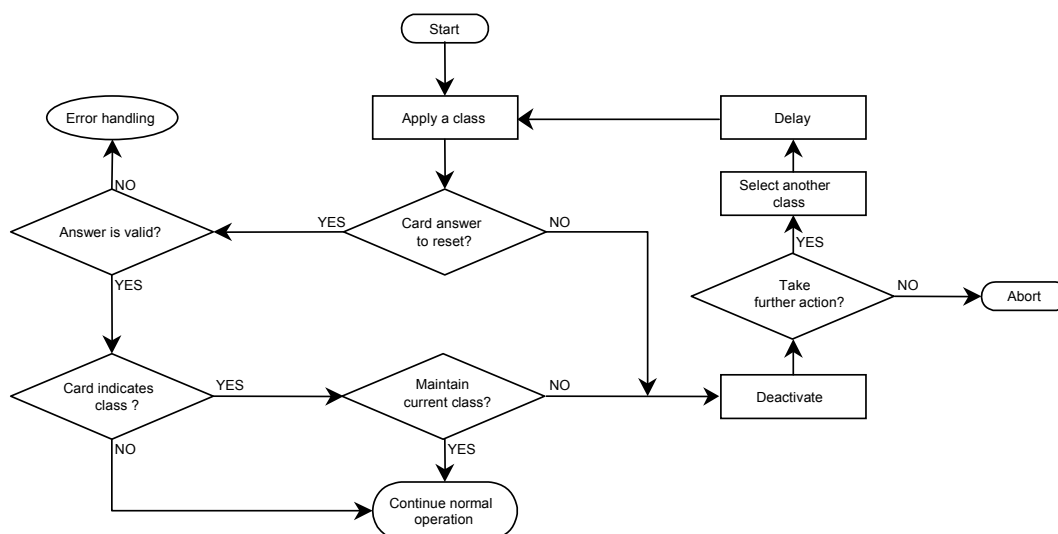 Start
Error handling
Apply a class
Delay
NO
Select another
class
Answer is valid?
YES
Card answer
to reset?
NO
YES
YES
Take
further action?
NO
Abort
Card indicates
class ?
YES
Maintain
current class?
NO
Deactivate
NO
YES
Continue normal
operation